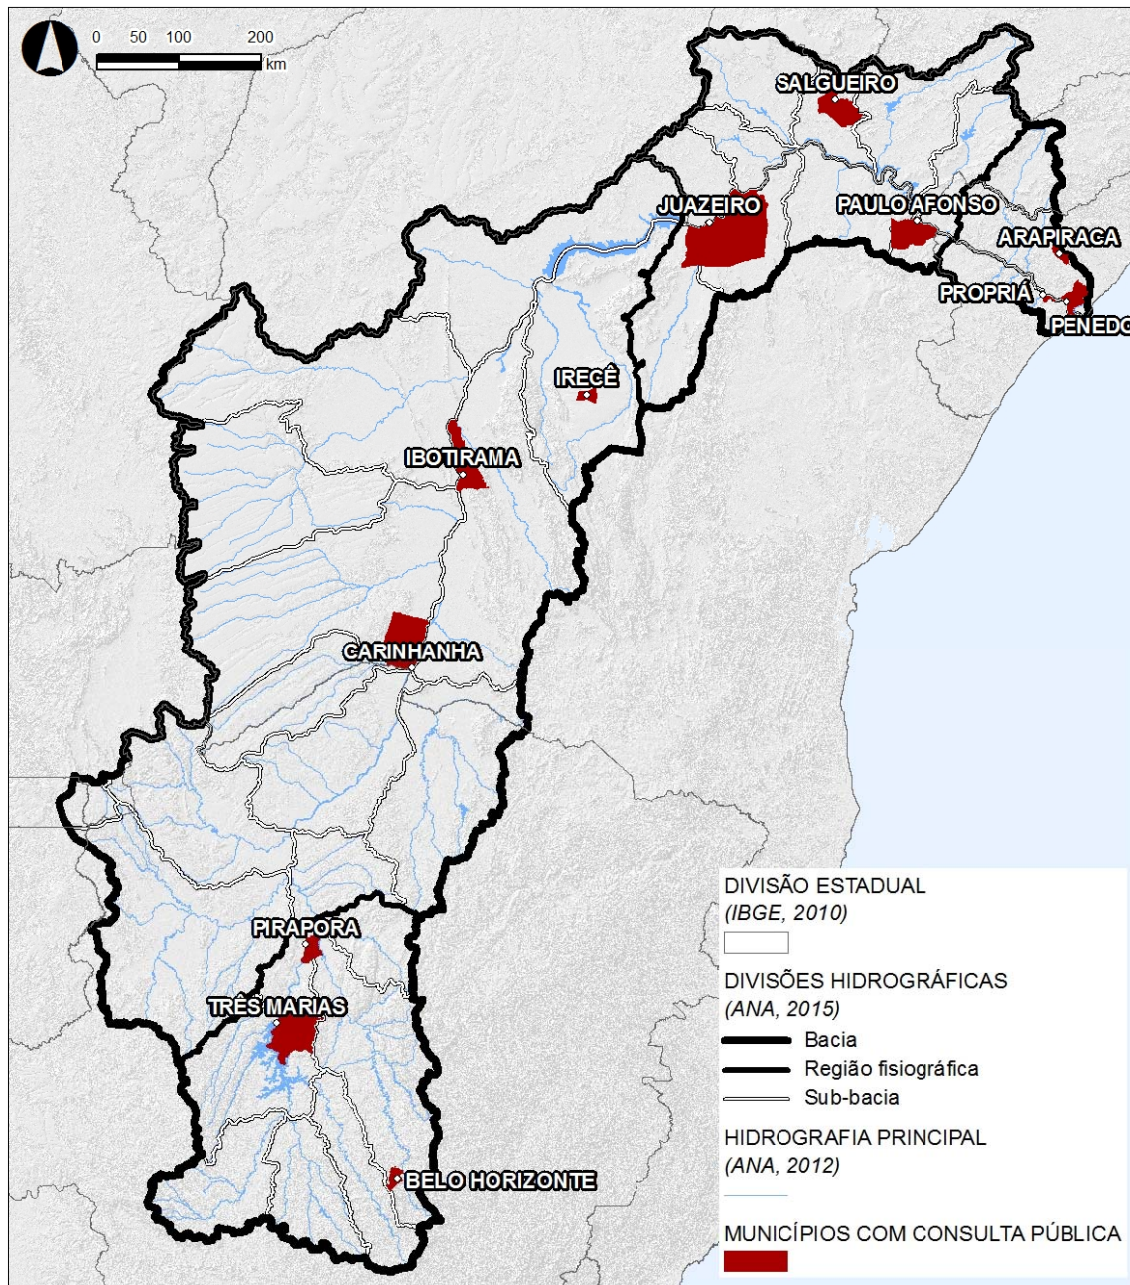 0 50 100 200
km
SALGUEIRO
JUAZEIRO
PAULO AFONSO
ARAPIRACA
PROPRIÁ
PENEDO
IRECÊ
IBOTIRAMA
CARINHANHA
PIRAPORA
TRÊS MARIAS
BELO HORIZONTE
DIVISÃO ESTADUAL
(IBGE, 2010)
DIVISÕES HIDROGRÁFICAS
(ANA, 2015)
Bacia
Região fisiográfica
Sub-bacia
HIDROGRAFIA PRINCIPAL
(ANA, 2012)
MUNICÍPIOS COM CONSULTA PÚBLICA